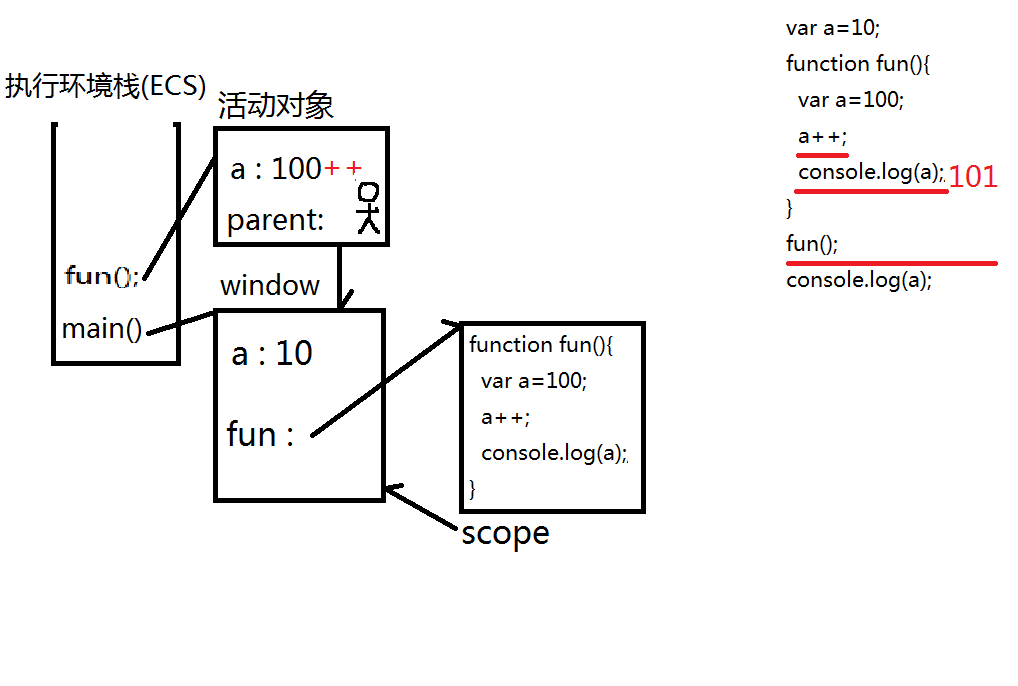 执行环境栈(ECS)
活动对象
a : 100++
parent:
fun();
main()
window
a : 10
fun :
function fun(){
var a=100;
a++;
console.log(a);
}
scope
var a=10;
function fun(){
var a=100;
a++;
console.log(a); 101
}
fun();
console.log(a);